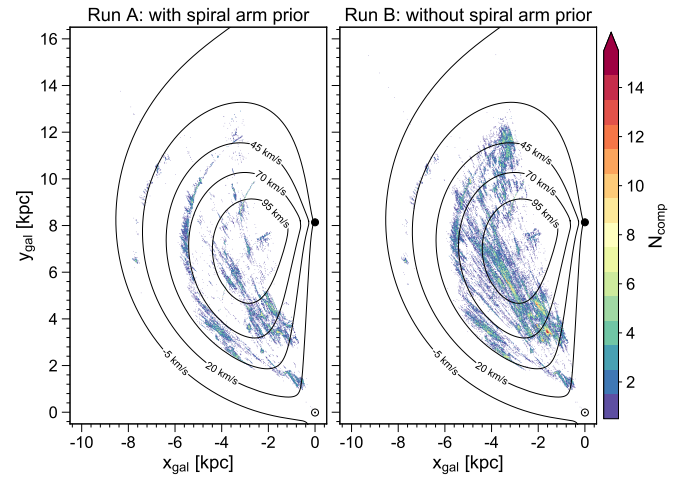 Run A: with spiral arm prior
Run B: without spiral arm prior
16
14
12
10
8
6
4
2
0
y_gal [kpc]
45 km/s
70 km/s
95 km/s
-5 km/s
20 km/s
45 km/s
70 km/s
95 km/s
-5 km/s
20 km/s
14
12
10
8
6
4
2
N_comp
-10 -8 -6 -4 -2 0
-10 -8 -6 -4 -2 0
x_gal [kpc]
x_gal [kpc]